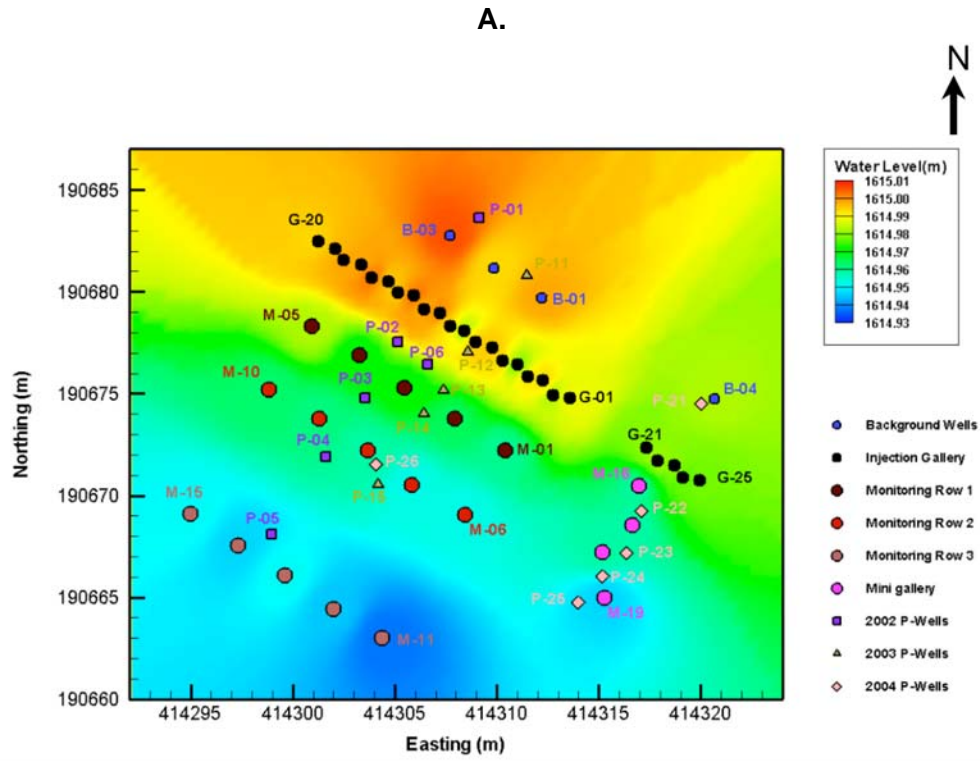 A.
N
Water Level(m)
1615.01
1615.00
1614.99
1614.98
1614.97
1614.96
1614.95
1614.94
1614.93
190685
190680
190675
190670
190665
190660
Northing (m)
414295
414300
414305
414310
414315
414320
Easting (m)
G-20
P-01
B-03
P-11
B-01
M-05
P-02
P-06
P-12
M-10
P-03
P-13
G-01
P-21
B-04
P-14
P-04
M-01
G-21
P-26
M-16
G-25
M-15
P-15
P-22
P-05
M-06
P-23
P-24
P-25
M-19
M-11
Background Wells
Injection Gallery
Monitoring Row 1
Monitoring Row 2
Monitoring Row 3
Mini gallery
2002 P-Wells
2003 P-Wells
2004 P-Wells